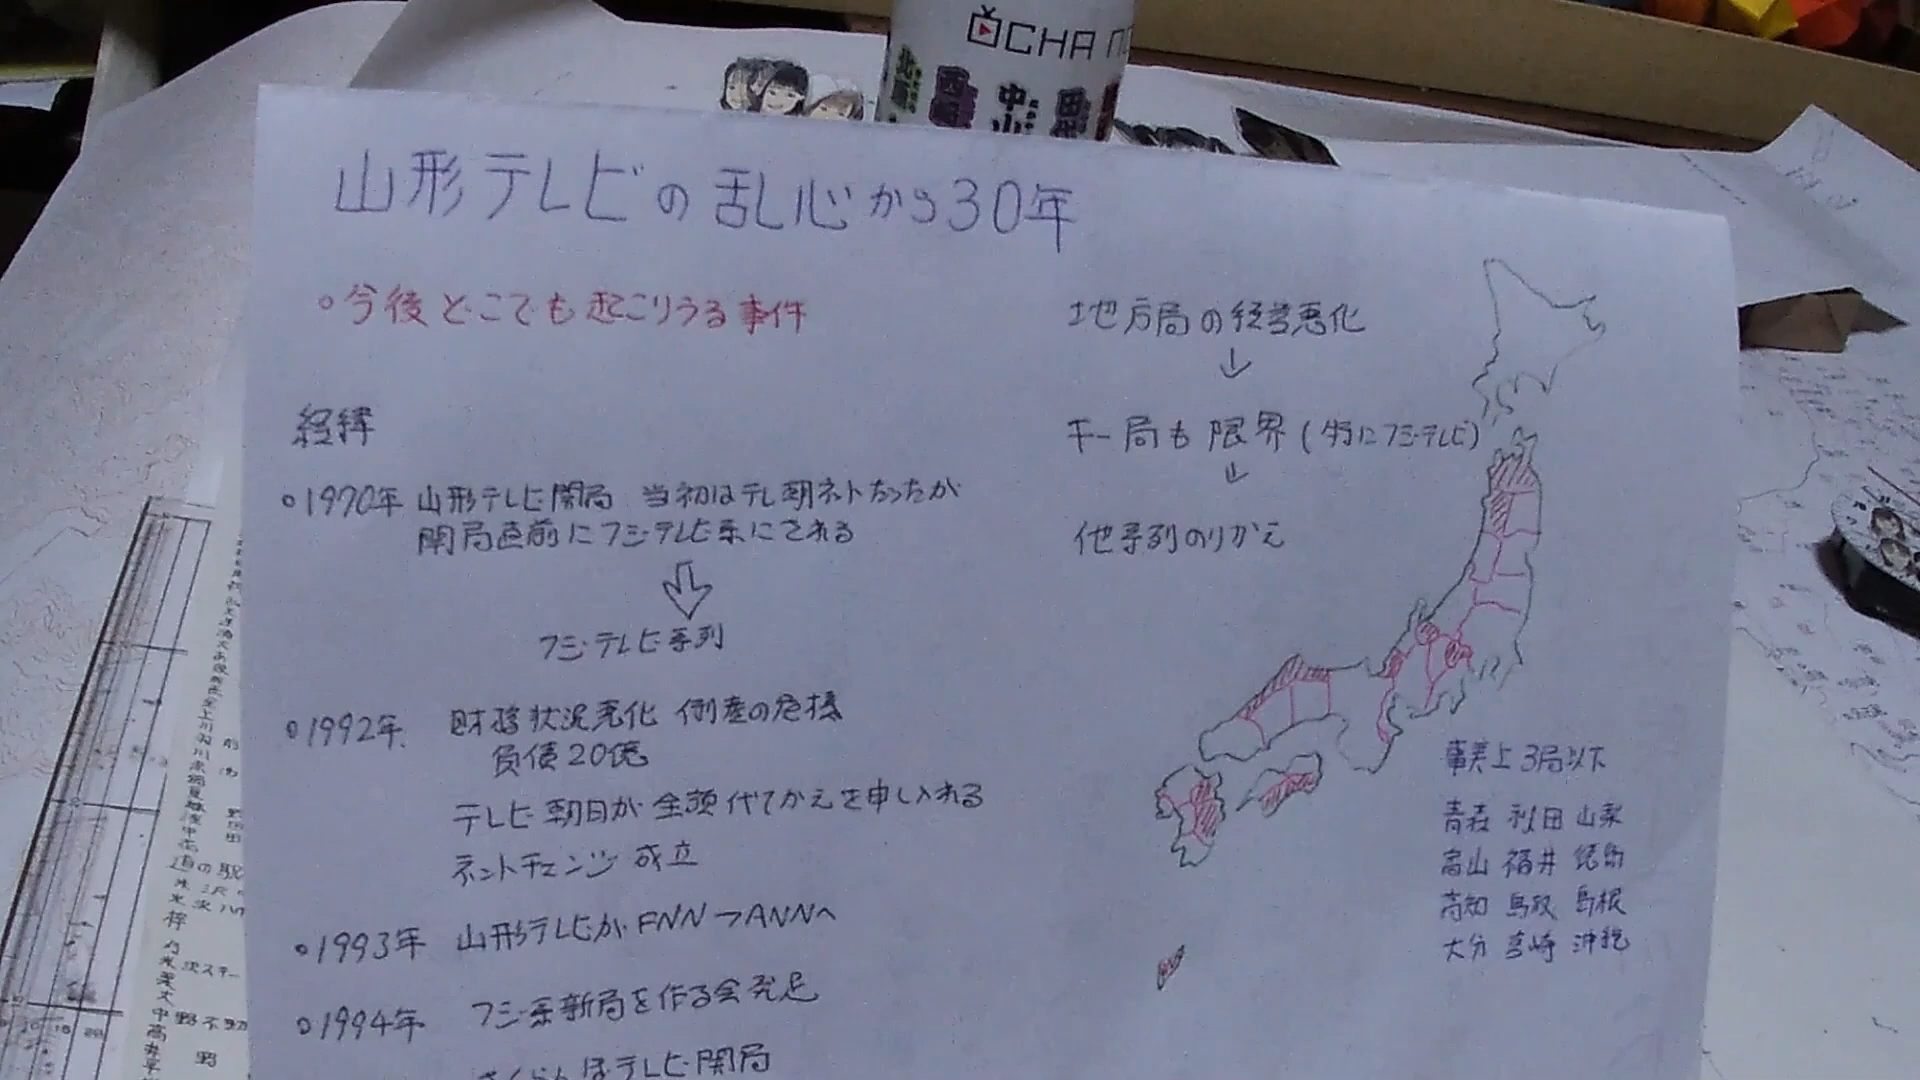 OCHA
山形テレビの乱心から30年
○今後どこでも起こりうる事件
経緯
○1970年 山形テレビ開局 当初はテレ朝ネットだったが
開局直前にフジテレビ系にされる
⇩
フジテレビ系列
○1992年 財務状況悪化 倒産の危機
負債20億
テレビ朝日が全額代てかえを申し入れる
ネットチェンジ成立
○1993年 山形テレビがFNN→ANNへ
○1994年 フジ系新局を作る会発足
さくらんぼテレビ開局
地方局の経営悪化
↓
キー局も限界(特にフジテレビ)
↓
他系列のりかえ
事実上3局以下
青森 秋田 山梨
富山 福井 徳島
高知 鳥取 島根
大分 宮崎 沖縄
道の駅